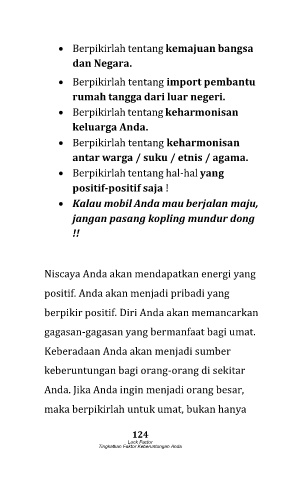 • Berpikirlah tentang kemajuan bangsa
dan Negara.
• Berpikirlah tentang import pembantu
rumah tangga dari luar negeri.
• Berpikirlah tentang keharmonisan
keluarga Anda.
• Berpikirlah tentang keharmonisan
antar warga / suku / etnis / agama.
• Berpikirlah tentang hal-hal yang
positif-positif saja !
• Kalau mobil Anda mau berjalan maju,
jangan pasang kopling mundur dong
!!
Niscaya Anda akan mendapatkan energi yang
positif. Anda akan menjadi pribadi yang
berpikir positif. Diri Anda akan memancarkan
gagasan-gagasan yang bermanfaat bagi umat.
Keberadaan Anda akan menjadi sumber
keberuntungan bagi orang-orang di sekitar
Anda. Jika Anda ingin menjadi orang besar,
maka berpikirlah untuk umat, bukan hanya
124
Luck Factor
Tingkatkan Faktor Keberuntungan Anda